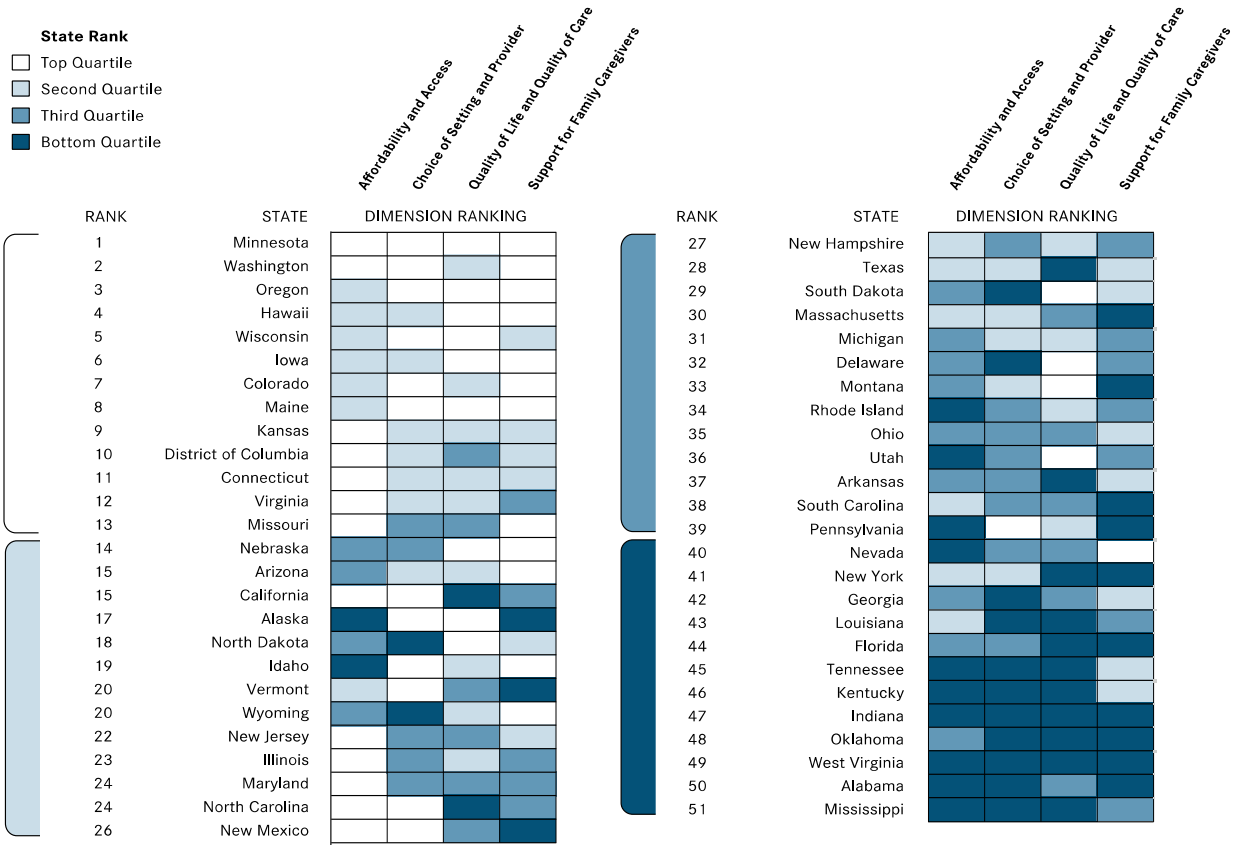 State Rank
Top Quartile
Second Quartile
Third Quartile
Bottom Quartile
Affordability and Access
Choice of Setting and Provider
Quality of Life and Quality of Care
Support for Family Caregivers
RANK STATE DIMENSION RANKING
1 Minnesota
2 Washington
3 Oregon
4 Hawaii
5 Wisconsin
6 Iowa
7 Colorado
8 Maine
9 Kansas
10 District of Columbia
11 Connecticut
12 Virginia
13 Missouri
14 Nebraska
15 Arizona
15 California
17 Alaska
18 North Dakota
19 Idaho
20 Vermont
20 Wyoming
22 New Jersey
23 Illinois
24 Maryland
24 North Carolina
26 New Mexico
Affordability and Access
Choice of Setting and Provider
Quality of Life and Quality of Care
Support for Family Caregivers
RANK STATE DIMENSION RANKING
27 New Hampshire
28 Texas
29 South Dakota
30 Massachusetts
31 Michigan
32 Delaware
33 Montana
34 Rhode Island
35 Ohio
36 Utah
37 Arkansas
38 South Carolina
39 Pennsylvania
40 Nevada
41 New York
42 Georgia
43 Louisiana
44 Florida
45 Tennessee
46 Kentucky
47 Indiana
48 Oklahoma
49 West Virginia
50 Alabama
51 Mississippi